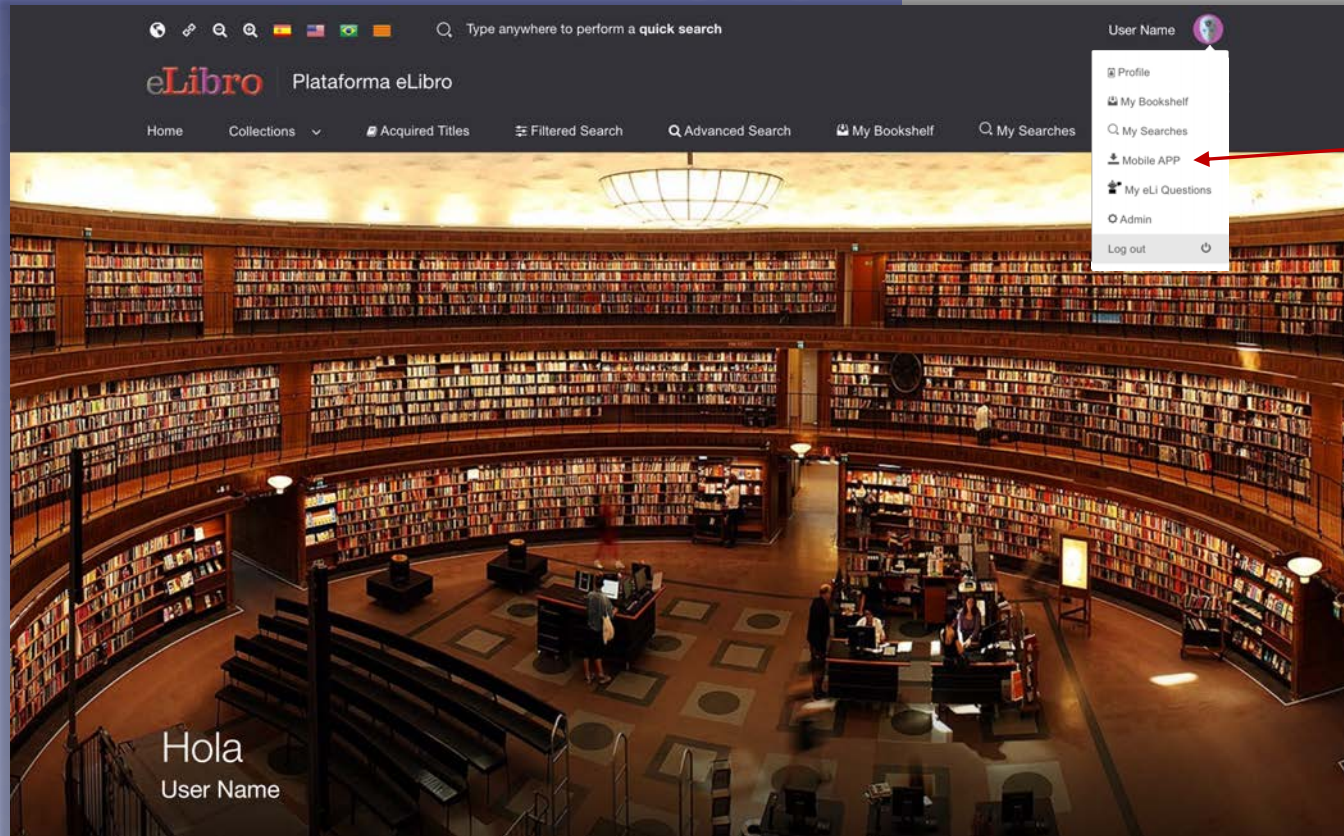 Type anywhere to perform a quick search
User Name
eLibro Plataforma eLibro
Home Collections Acquired Titles Filtered Search Advanced Search My Bookshelf My Searches
Profile
My Bookshelf
My Searches
Mobile APP
My eLi Questions
Admin
Log out
Hola
User Name